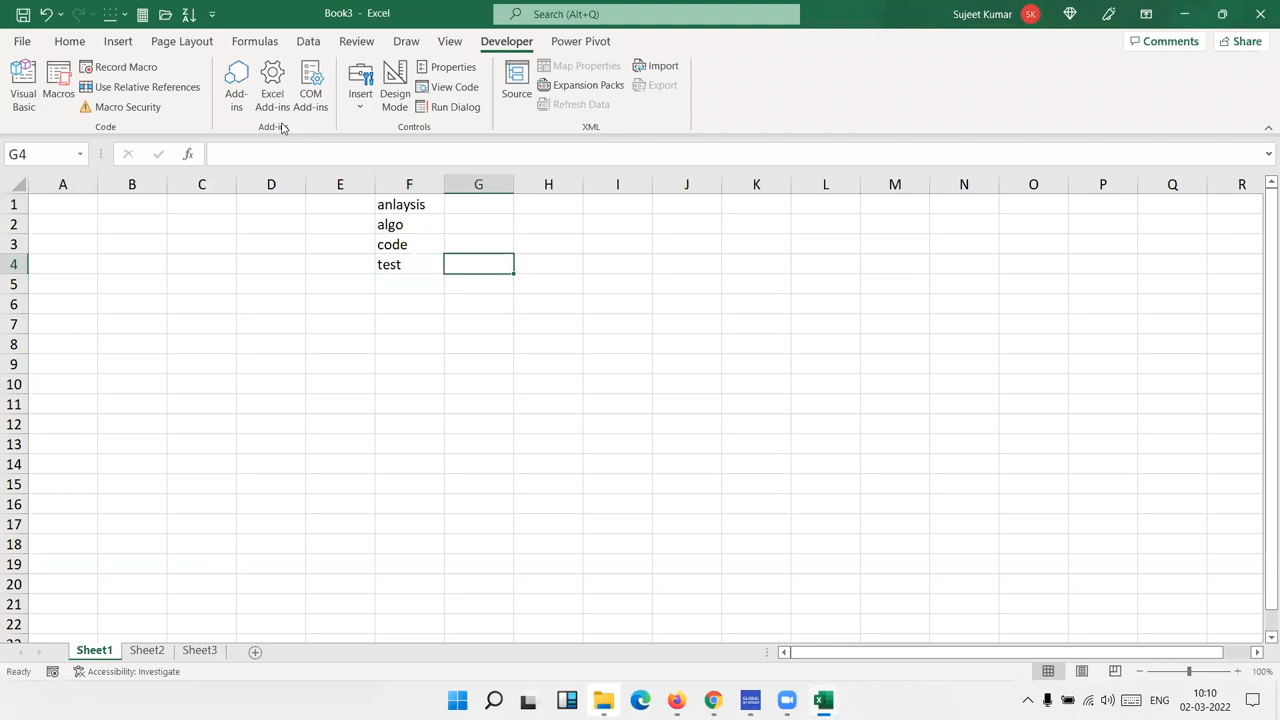 Book3 - Excel
Search (Alt+Q)
Sujeet Kumar
SK
File Home Insert Page Layout Formulas Data Review Draw View Developer Power Pivot
Comments
Share
Visual Basic
Macros
Record Macro
Use Relative References
Macro Security
Code
Add-ins
Excel Add-ins
COM Add-ins
Add-ins
Insert
Design Mode
Properties
View Code
Run Dialog
Controls
Source
Map Properties
Expansion Packs
Refresh Data
Import
Export
XML
G4
fx
A B C D E F G H I J K L M N O P Q R
1 anlaysis
2 algo
3 code
4 test
5
6
7
8
9
10
11
12
13
14
15
16
17
18
19
20
21
22
Sheet1 Sheet2 Sheet3
Ready
Accessibility: Investigate
100%
GLOBAL
ENG
10:10
02-03-2022